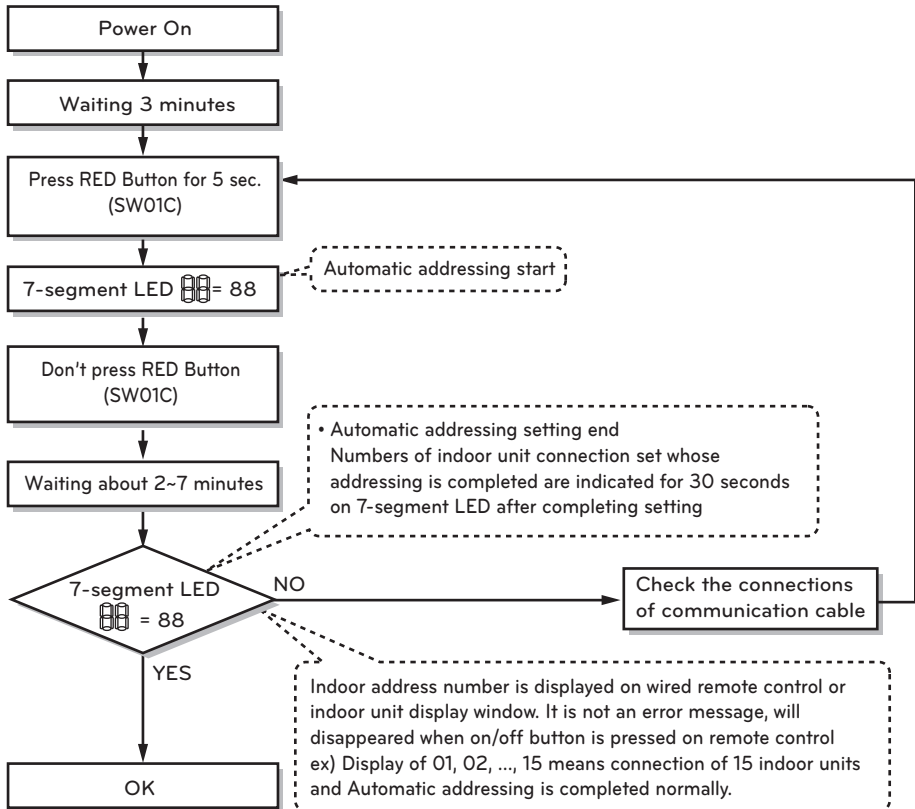 Power On
Waiting 3 minutes
Press RED Button for 5 sec.
(SW01C)
7-segment LED 88 = 88
Automatic addressing start
Don't press RED Button
(SW01C)
• Automatic addressing setting end
Numbers of indoor unit connection set whose
addressing is completed are indicated for 30 seconds
on 7-segment LED after completing setting
Waiting about 2~7 minutes
7-segment LED
88 = 88
NO
Check the connections
of communication cable
YES
Indoor address number is displayed on wired remote control or
indoor unit display window. It is not an error message, will
disappeared when on/off button is pressed on remote control
ex) Display of 01, 02, ..., 15 means connection of 15 indoor units
and Automatic addressing is completed normally.
OK